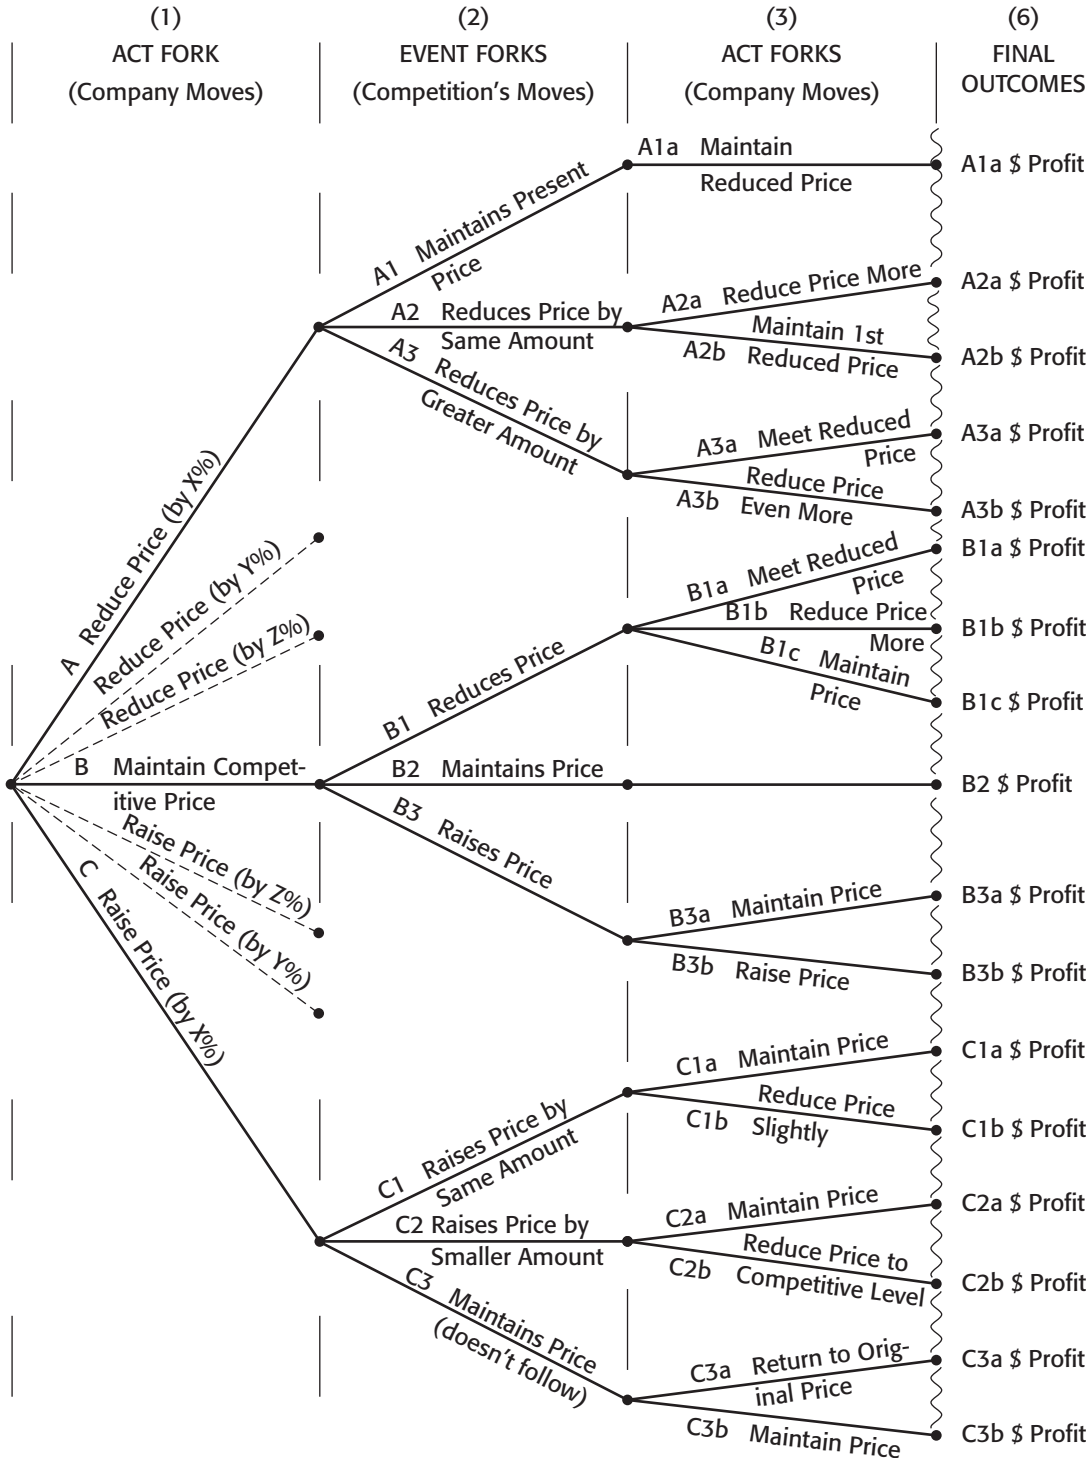 (1) (2) (3) (6)
ACT FORK EVENT FORKS ACT FORKS FINAL
(Company Moves) (Competition's Moves) (Company Moves) OUTCOMES
A1a Maintain
Reduced Price
A1a $ Profit
A1 Maintains Present
Price
A2a Reduce Price More
A2a $ Profit
A2 Reduces Price by
Same Amount
Maintain 1st
A2b Reduced Price
A2b $ Profit
A3 Reduces Price by
Greater Amount
A3a Meet Reduced
Price
A3a $ Profit
Reduce Price
A3b Even More
A3b $ Profit
A Reduce Price (by X%)
Reduce Price (by Y%)
Reduce Price (by Z%)
B1a Meet Reduced
Price
B1a $ Profit
B1b Reduce Price
More
B1b $ Profit
B1c Maintain
Price
B1c $ Profit
B1 Reduces Price
B Maintain Compet-
itive Price
B2 Maintains Price
B2 $ Profit
B3 Raises Price
Raise Price (by Z%)
Raise Price (by Y%)
C Raise Price (by X%)
B3a Maintain Price
B3a $ Profit
B3b Raise Price
B3b $ Profit
C1a Maintain Price
C1a $ Profit
Reduce Price
C1b Slightly
C1b $ Profit
C1 Raises Price by
Same Amount
C2a Maintain Price
C2a $ Profit
C2 Raises Price by
Smaller Amount
Reduce Price to
C2b Competitive Level
C2b $ Profit
C3 Maintains Price
(doesn't follow)
C3a Return to Orig-
inal Price
C3a $ Profit
C3b Maintain Price
C3b $ Profit